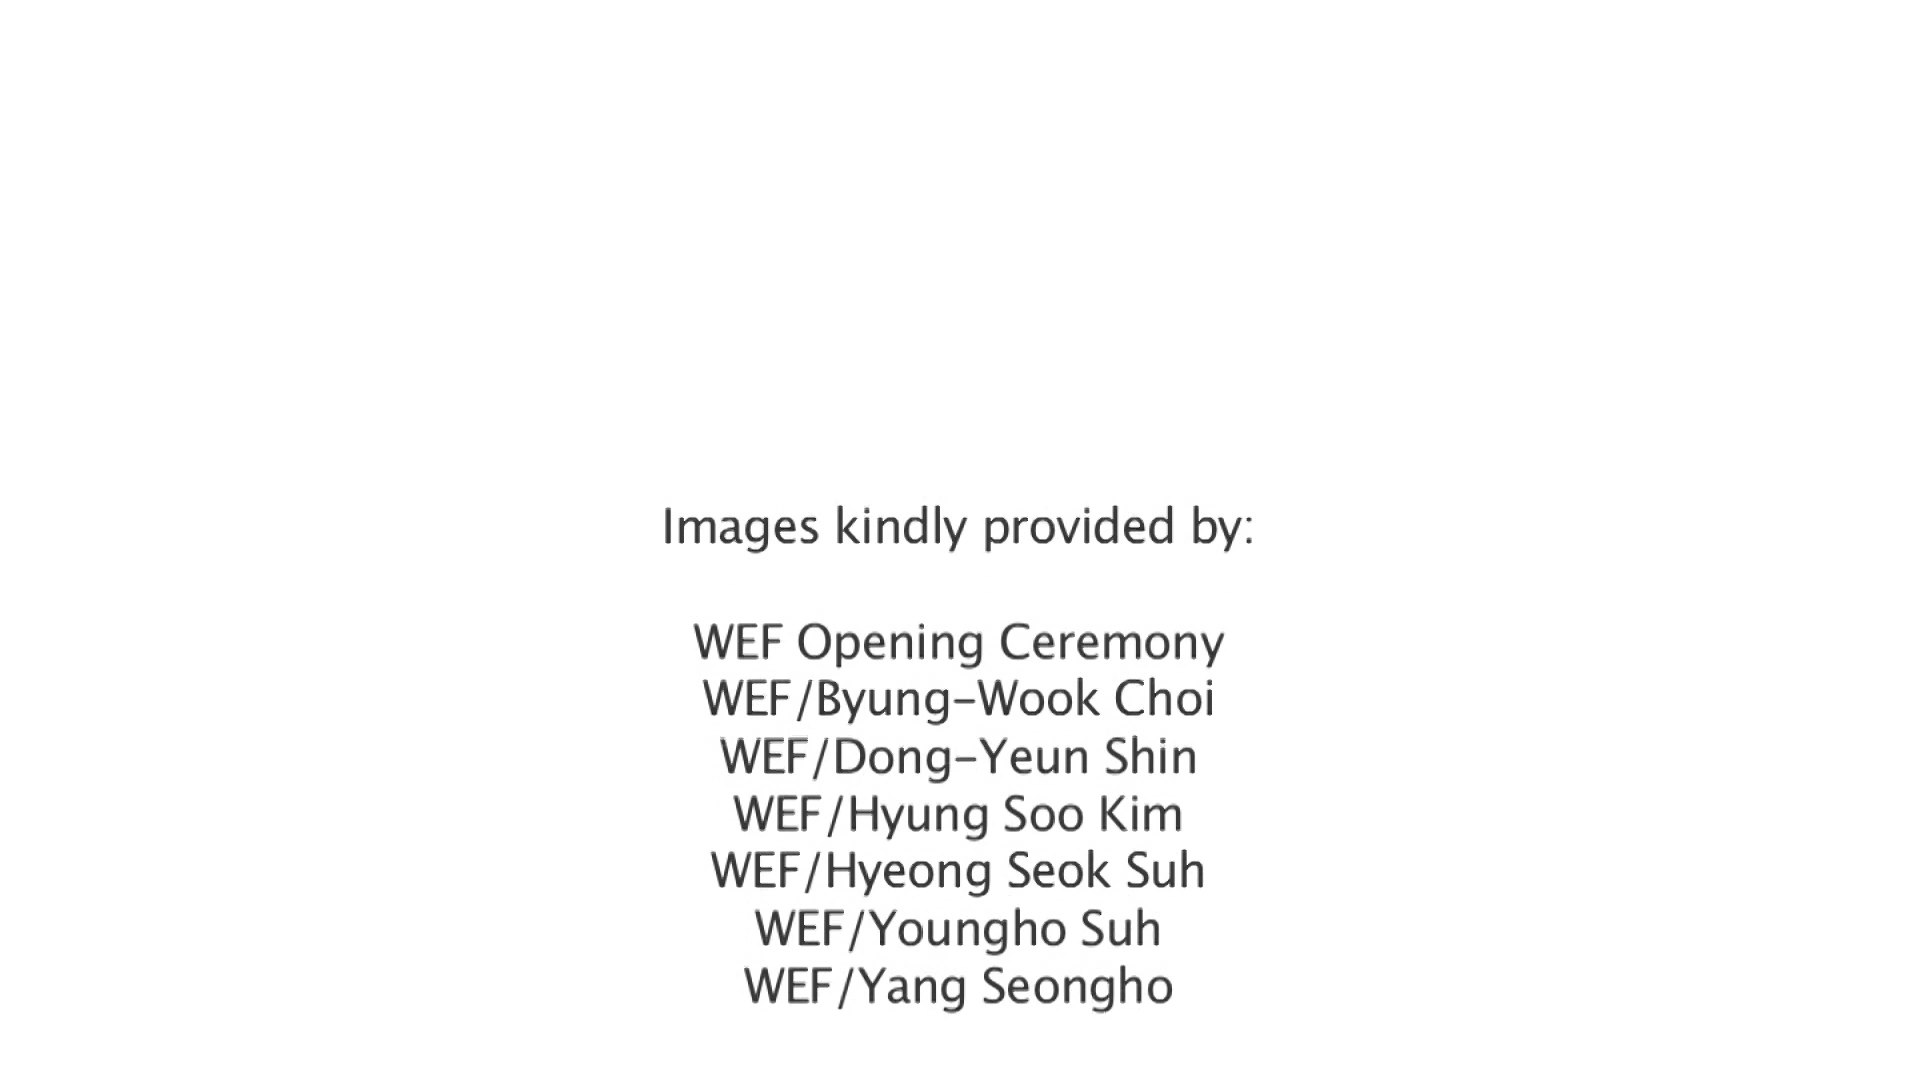 Images kindly provided by:
WEF Opening Ceremony
WEF/Byung-Wook Choi
WEF/Dong-Yeun Shin
WEF/Hyung Soo Kim
WEF/Hyeong Seok Suh
WEF/Youngho Suh
WEF/Yang Seongho